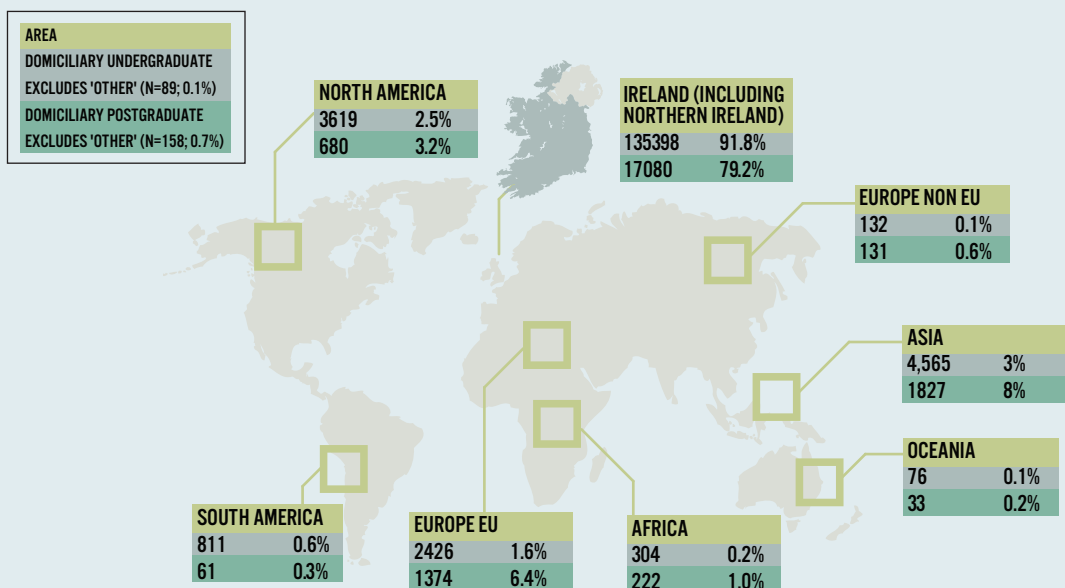 AREA
DOMICILIARY UNDERGRADUATE
EXCLUDES 'OTHER' (N=89; 0.1%)
DOMICILIARY POSTGRADUATE
EXCLUDES 'OTHER' (N=158; 0.7%)
NORTH AMERICA
3619 2.5%
680 3.2%
IRELAND (INCLUDING
NORTHERN IRELAND)
135398 91.8%
17080 79.2%
EUROPE NON EU
132 0.1%
131 0.6%
ASIA
4,565 3%
1827 8%
OCEANIA
76 0.1%
33 0.2%
SOUTH AMERICA
811 0.6%
61 0.3%
EUROPE EU
2426 1.6%
1374 6.4%
AFRICA
304 0.2%
222 1.0%